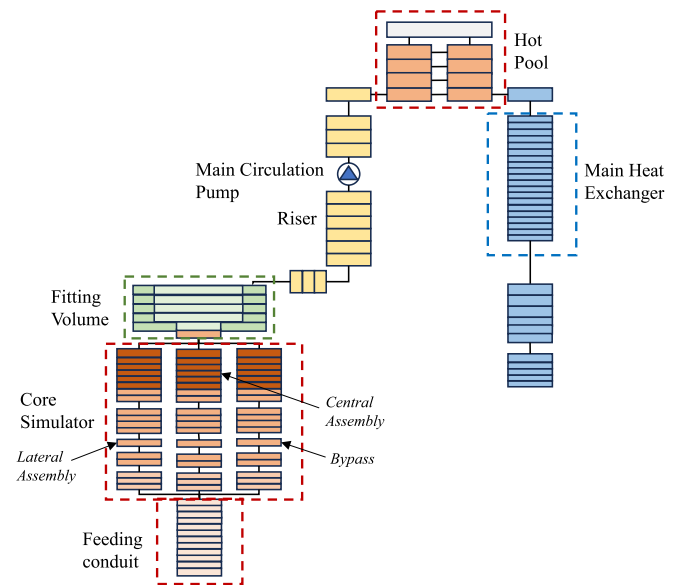 Hot
Pool
Main Circulation
Pump
Main Heat
Exchanger
Riser
Fitting
Volume
Core
Simulator
Central
Assembly
Lateral
Assembly
Bypass
Feeding
conduit